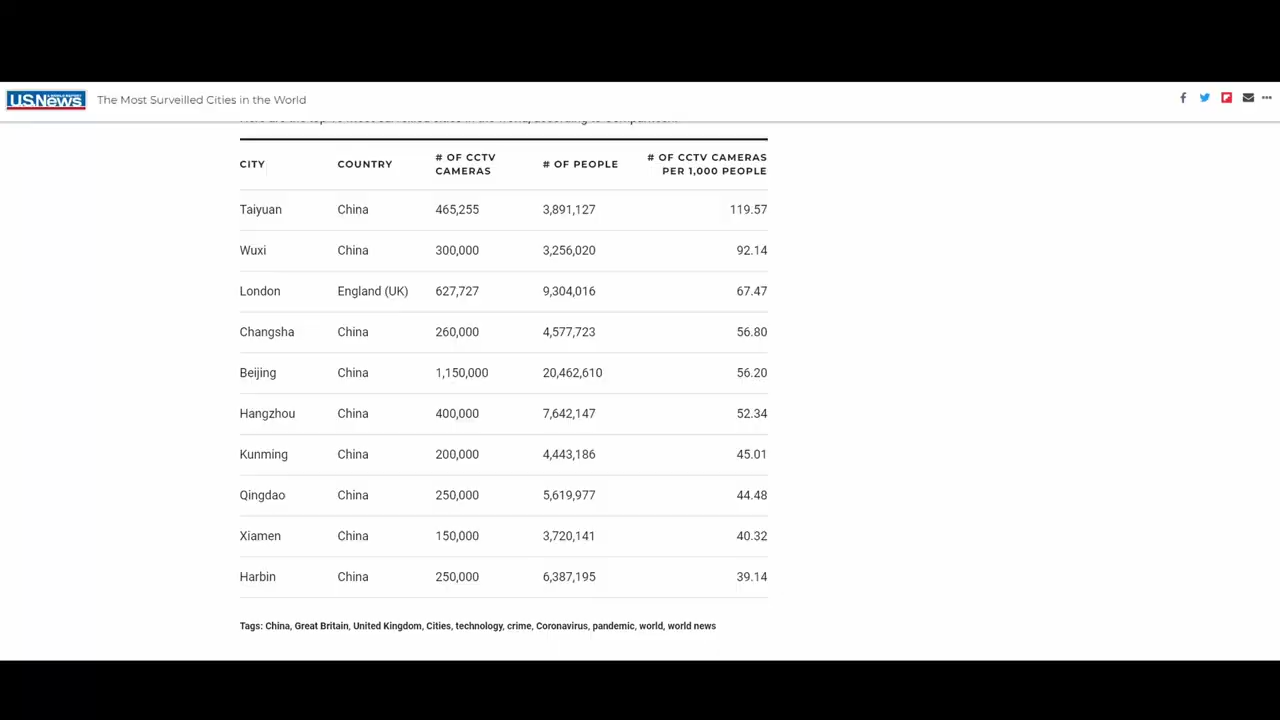 U.S.News The Most Surveilled Cities in the World
CITY COUNTRY # OF CCTV CAMERAS # OF PEOPLE # OF CCTV CAMERAS PER 1,000 PEOPLE
Taiyuan China 465,255 3,891,127 119.57
Wuxi China 300,000 3,256,020 92.14
London England (UK) 627,727 9,304,016 67.47
Changsha China 260,000 4,577,723 56.80
Beijing China 1,150,000 20,462,610 56.20
Hangzhou China 400,000 7,642,147 52.34
Kunming China 200,000 4,443,186 45.01
Qingdao China 250,000 5,619,977 44.48
Xiamen China 150,000 3,720,141 40.32
Harbin China 250,000 6,387,195 39.14
Tags: China, Great Britain, United Kingdom, Cities, technology, crime, Coronavirus, pandemic, world, world news